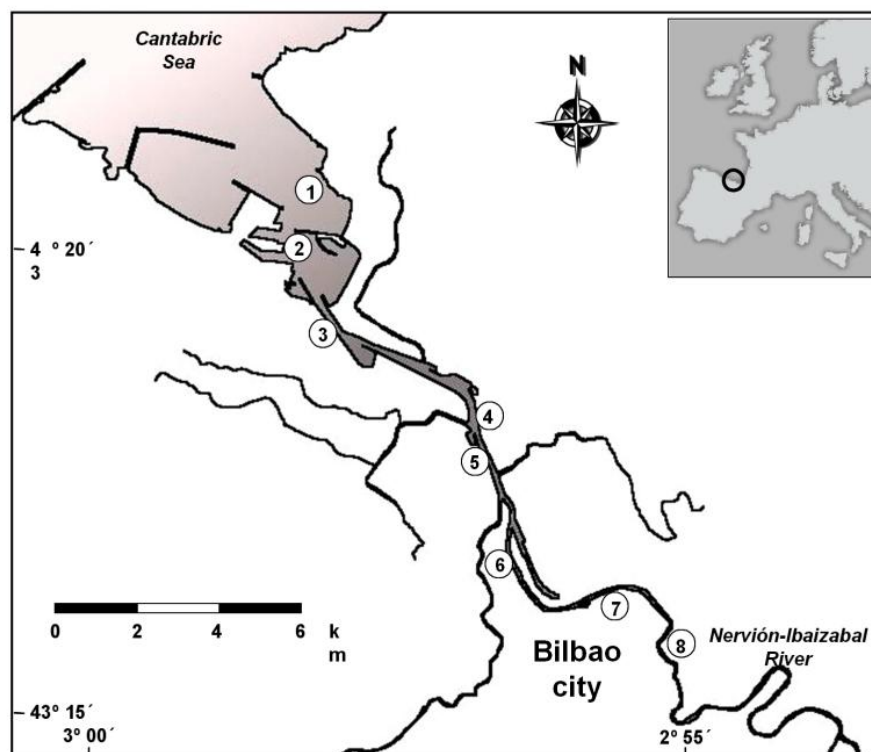 Cantabric
Sea
N
1
4 ° 20´
2
3
3
4
5
6
0 2 4 6 k
m
7
Bilbao
city
8
Nervión-Ibaizabal
River
43° 15´
3° 00´
2° 55´